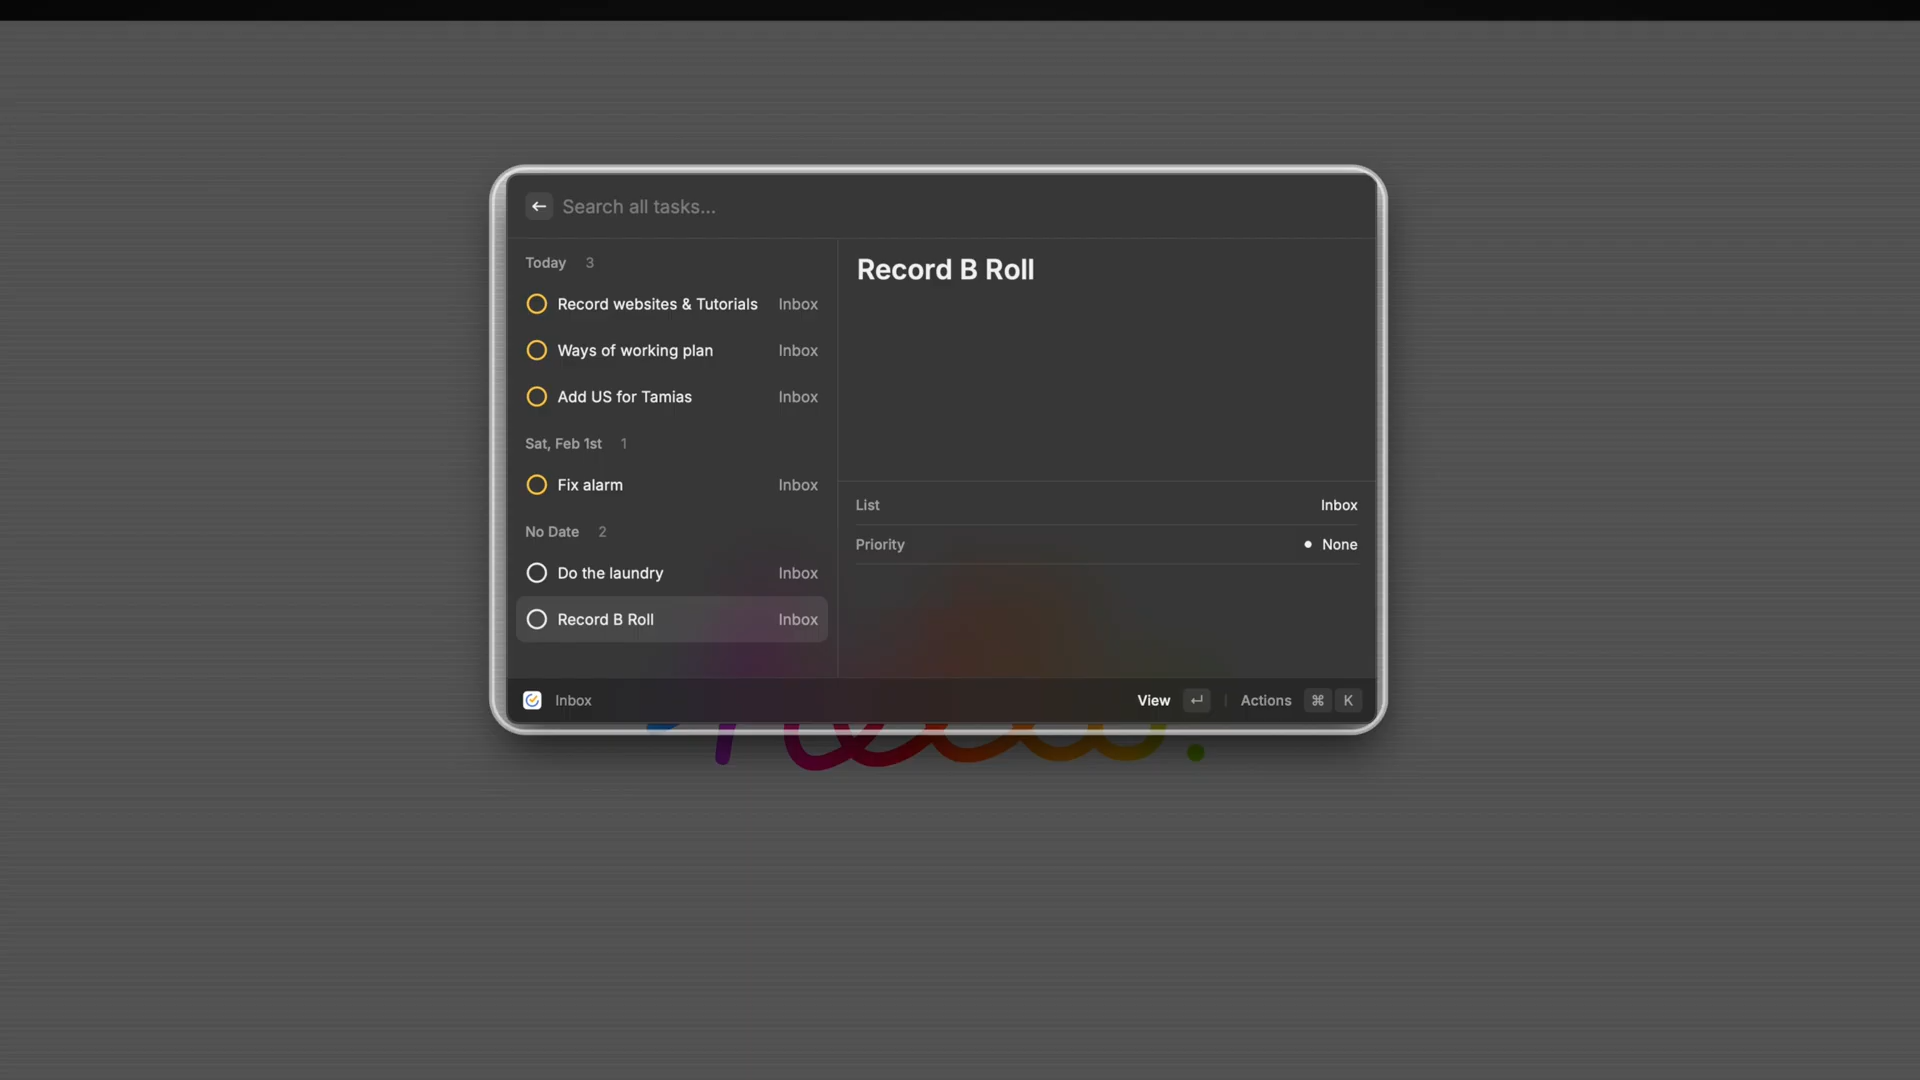 Search all tasks...
Today 3
Record websites & Tutorials Inbox
Ways of working plan Inbox
Add US for Tamias Inbox
Sat, Feb 1st 1
Fix alarm Inbox
No Date 2
Do the laundry Inbox
Record B Roll Inbox
Record B Roll
List Inbox
Priority None
Inbox
View ↵ | Actions ⌘ K